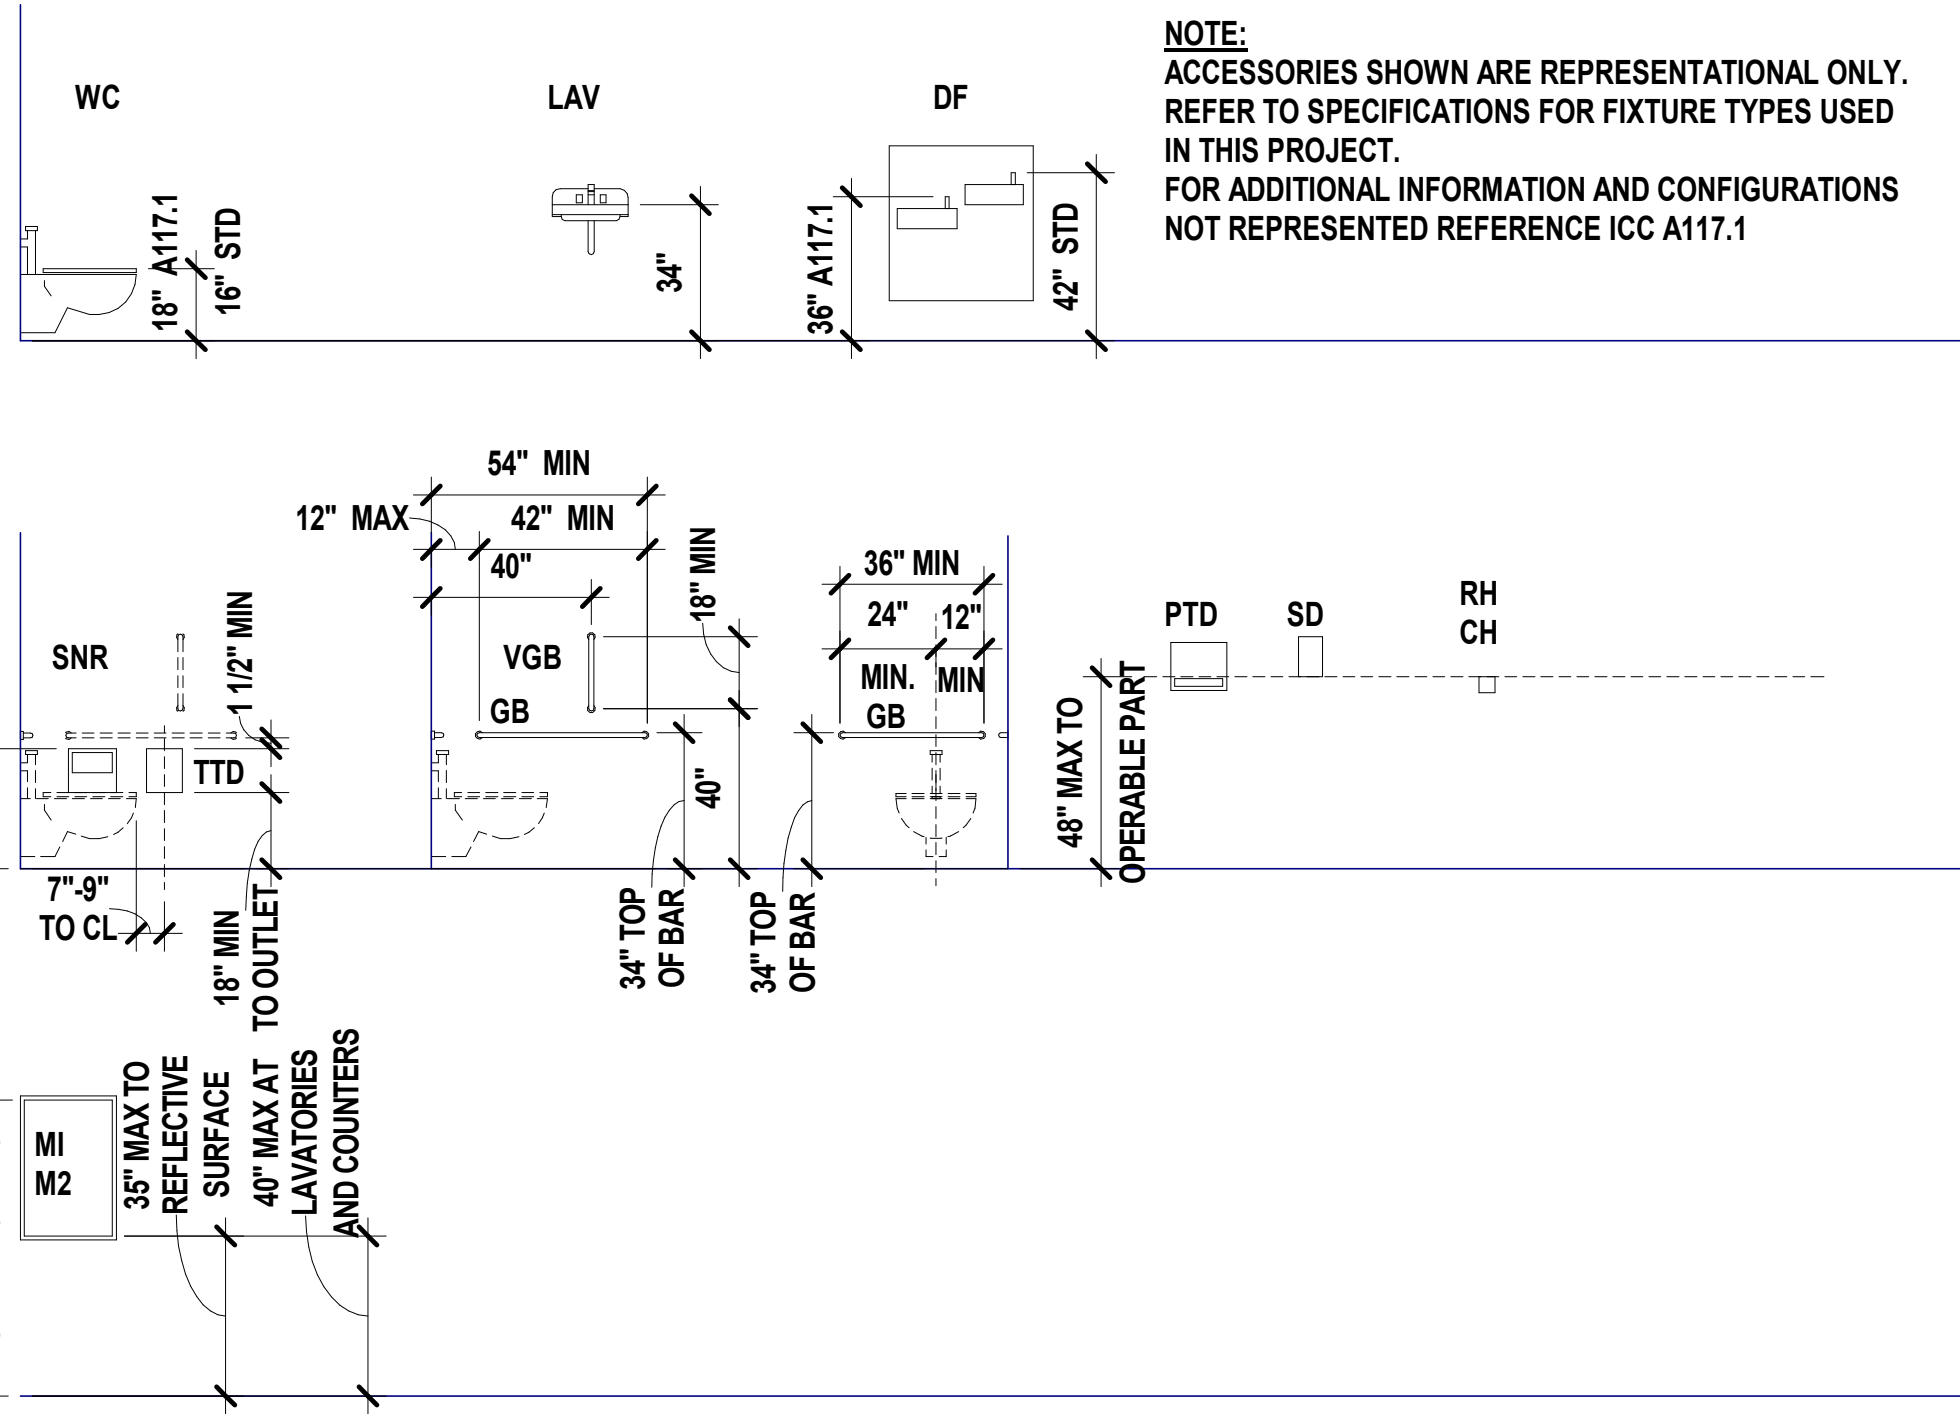 NOTE:
ACCESSORIES SHOWN ARE REPRESENTATIONAL ONLY.
REFER TO SPECIFICATIONS FOR FIXTURE TYPES USED
IN THIS PROJECT.
FOR ADDITIONAL INFORMATION AND CONFIGURATIONS
NOT REPRESENTED REFERENCE ICC A117.1
WC
18" A117.1
16" STD
LAV
34"
DF
36" A117.1
42" STD
SNR
1 1/2" MIN
TTD
7"-9"
TO CL
18" MIN
TO OUTLET
54" MIN
12" MAX
42" MIN
40"
18" MIN
VGB
GB
40"
34" TOP
OF BAR
36" MIN
24"
12"
MIN.
MIN
GB
34" TOP
OF BAR
48" MAX TO
OPERABLE PART
PTD
SD
RH
CH
MI
M2
35" MAX TO
REFLECTIVE
SURFACE
40" MAX AT
LAVATORIES
AND COUNTERS